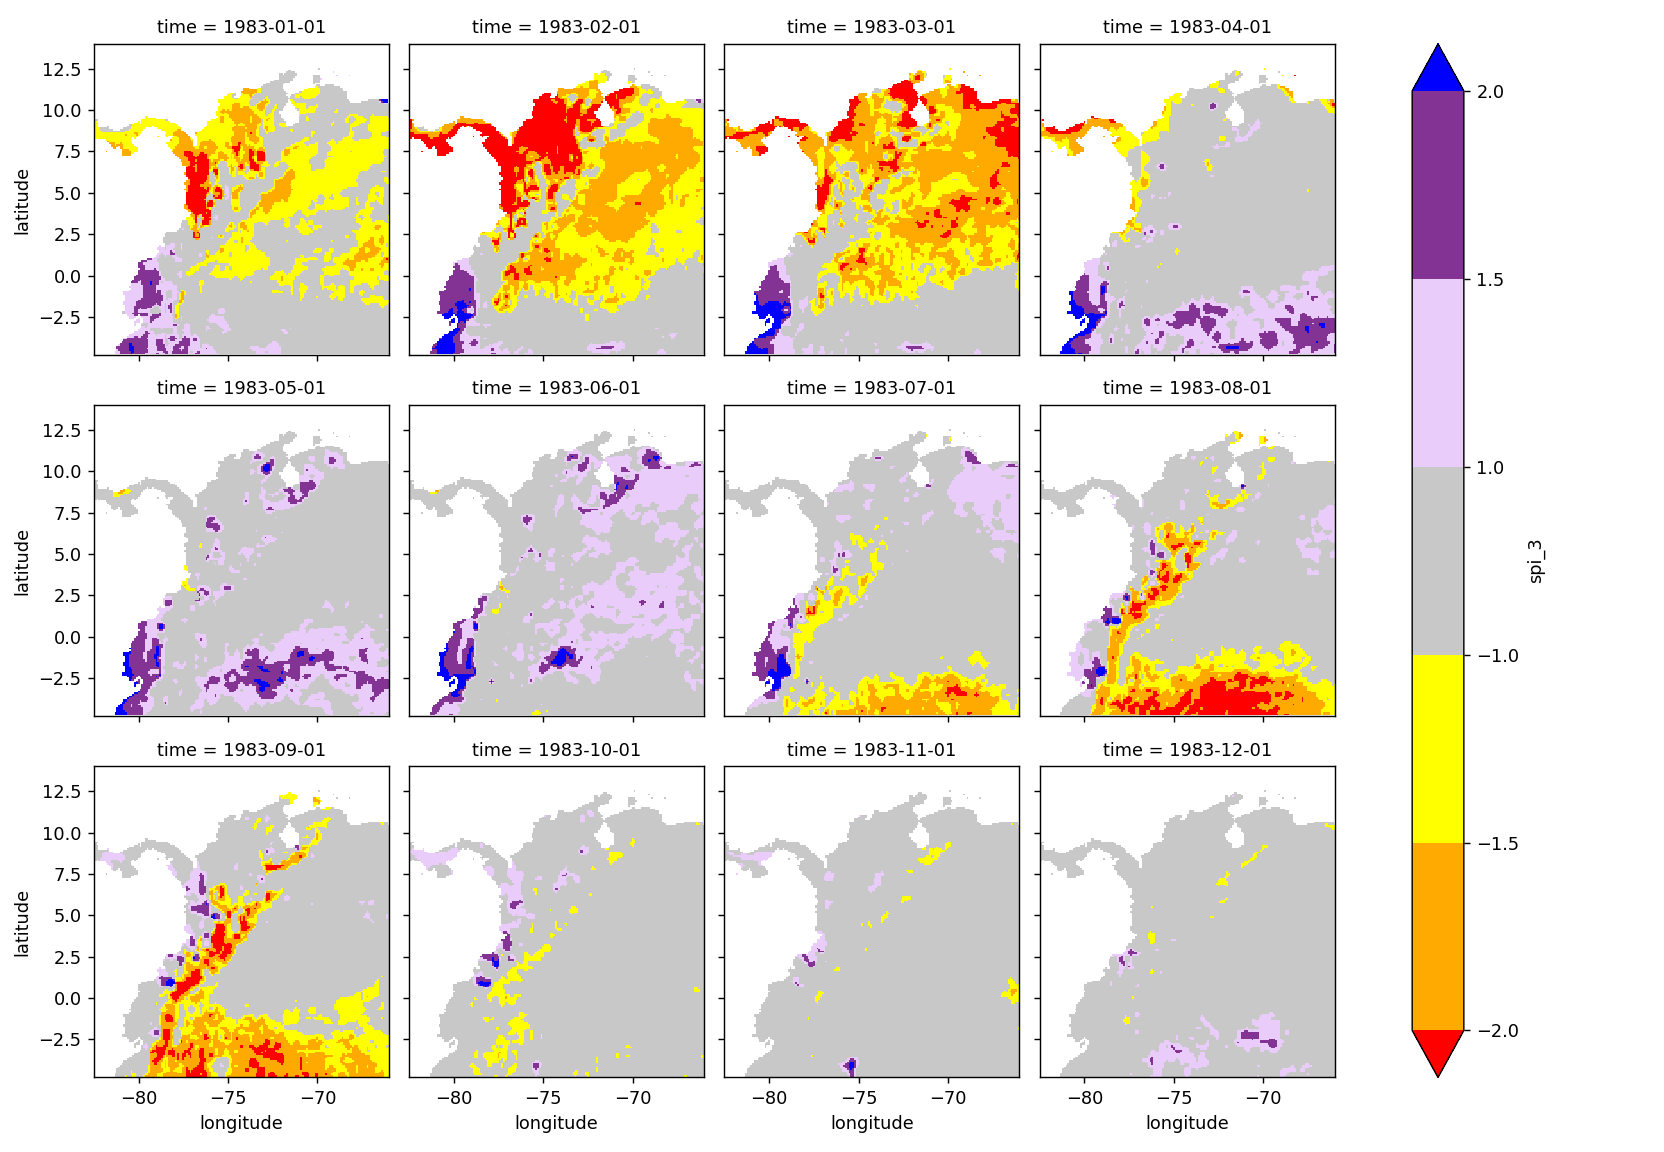 time = 1983-01-01
time = 1983-02-01
time = 1983-03-01
time = 1983-04-01
latitude
12.5
10.0
7.5
5.0
2.5
0.0
−2.5
time = 1983-05-01
time = 1983-06-01
time = 1983-07-01
time = 1983-08-01
latitude
12.5
10.0
7.5
5.0
2.5
0.0
−2.5
time = 1983-09-01
time = 1983-10-01
time = 1983-11-01
time = 1983-12-01
latitude
12.5
10.0
7.5
5.0
2.5
0.0
−2.5
−80 −75 −70
−80 −75 −70
−80 −75 −70
−80 −75 −70
longitude
longitude
longitude
longitude
2.0
1.5
1.0
−1.0
−1.5
−2.0
spi_3